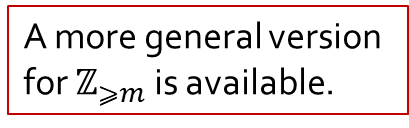 A more general version
for ℤ⩾m is available.